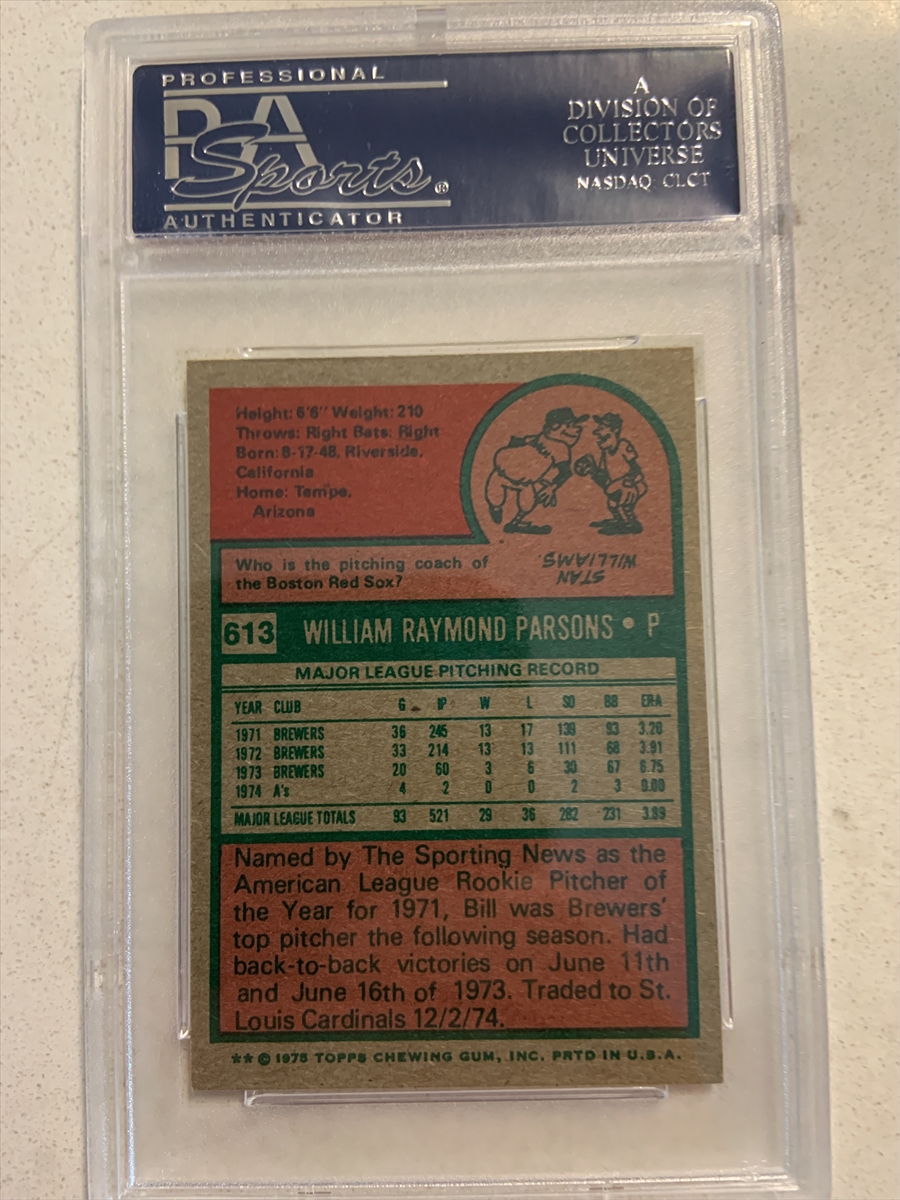 PROFESSIONAL
PSA
Sports®
AUTHENTICATOR
A
DIVISION OF
COLLECTORS
UNIVERSE
NASDAQ CLCT
Height: 6'6" Weight: 210
Throws: Right Bats: Right
Born: 8-17-48, Riverside,
California
Home: Tempe,
Arizona
Who is the pitching coach of
the Boston Red Sox?
STAN
WILLIAMS.
613 WILLIAM RAYMOND PARSONS • P
MAJOR LEAGUE PITCHING RECORD
YEAR CLUB G IP W L SO BB ERA
1971 BREWERS 36 245 13 17 139 93 3.20
1972 BREWERS 33 214 13 13 111 68 3.91
1973 BREWERS 20 60 3 6 30 67 6.75
1974 A's 4 2 0 0 2 3 0.00
MAJOR LEAGUE TOTALS 93 521 29 36 282 231 3.89
Named by The Sporting News as the
American League Rookie Pitcher of
the Year for 1971, Bill was Brewers'
top pitcher the following season. Had
back-to-back victories on June 11th
and June 16th of 1973. Traded to St.
Louis Cardinals 12/2/74.
** © 1975 TOPPS CHEWING GUM, INC. PRTD IN U.S.A.